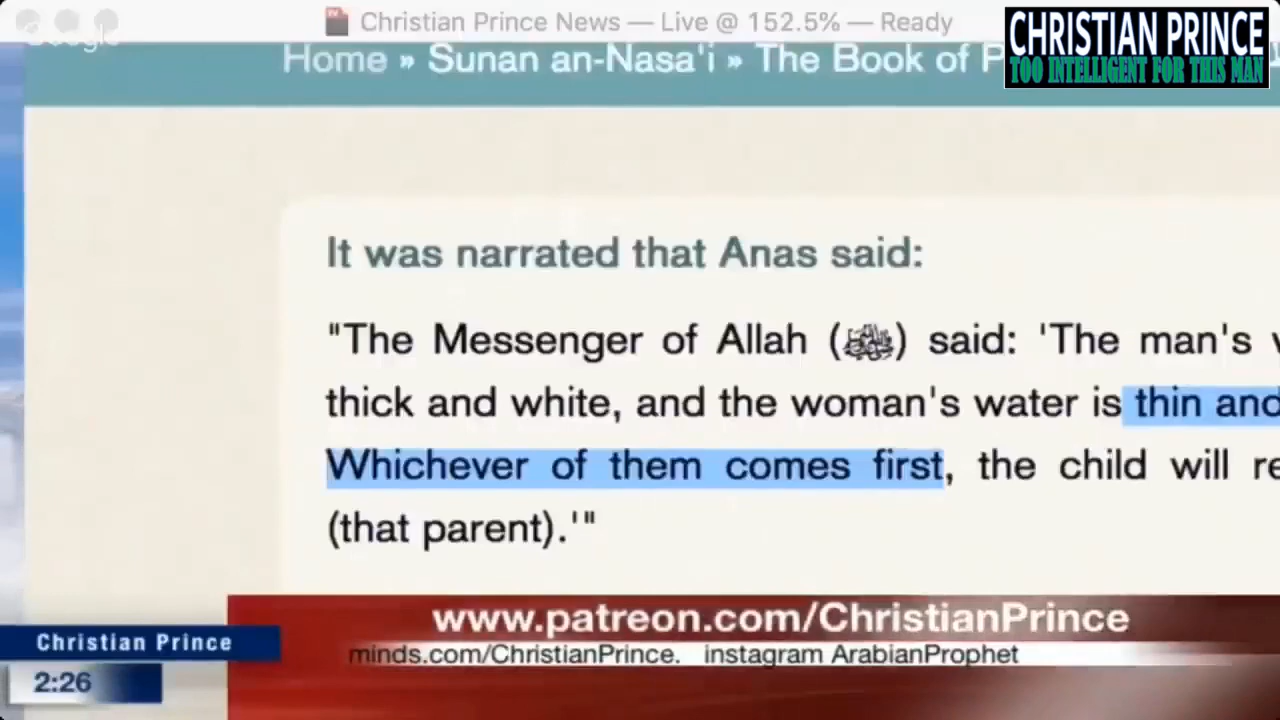 Christian Prince News — Live @ 152.5% — Ready
Google
CHRISTIAN PRINCE
TOO INTELLIGENT FOR THIS MAN
Home » Sunan an-Nasa'i » The Book of P
It was narrated that Anas said:
"The Messenger of Allah (ﷺ) said: 'The man's
thick and white, and the woman's water is thin and
Whichever of them comes first, the child will re
(that parent).'"
www.patreon.com/ChristianPrince
Christian Prince
minds.com/ChristianPrince. instagram ArabianProphet
2:26